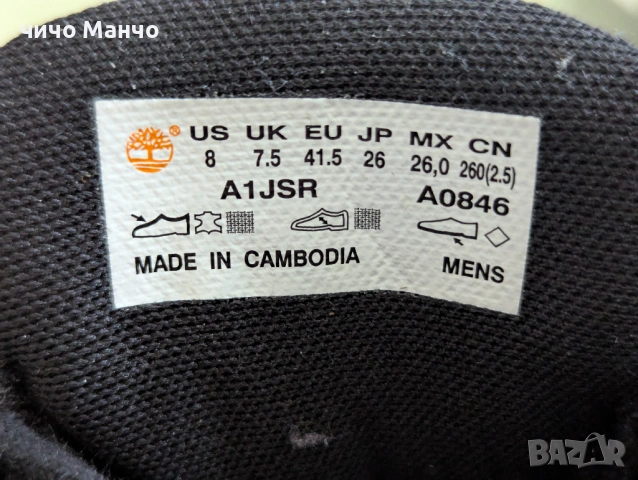 чичо Манчо
US UK EU JP MX CN
8 7.5 41.5 26 26,0 260(2.5)
A1JSR A0846
MADE IN CAMBODIA MENS
BAZAR